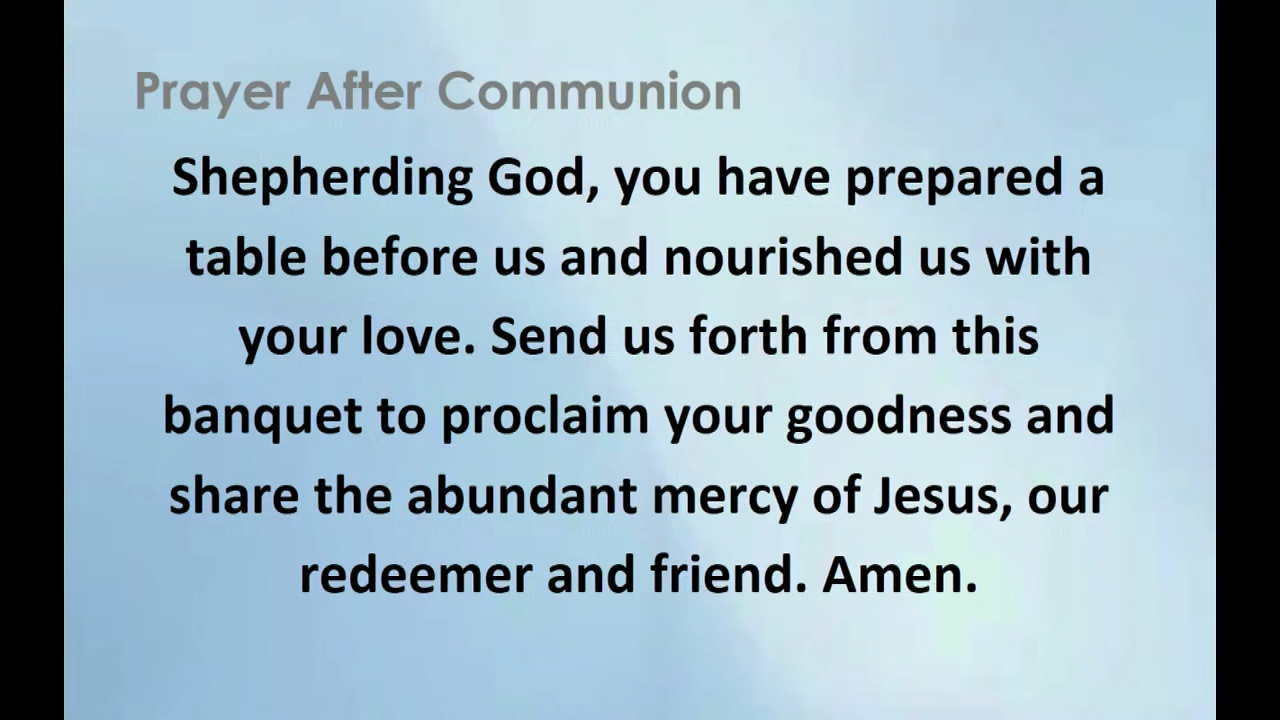 Prayer After Communion
Shepherding God, you have prepared a
table before us and nourished us with
your love. Send us forth from this
banquet to proclaim your goodness and
share the abundant mercy of Jesus, our
redeemer and friend. Amen.